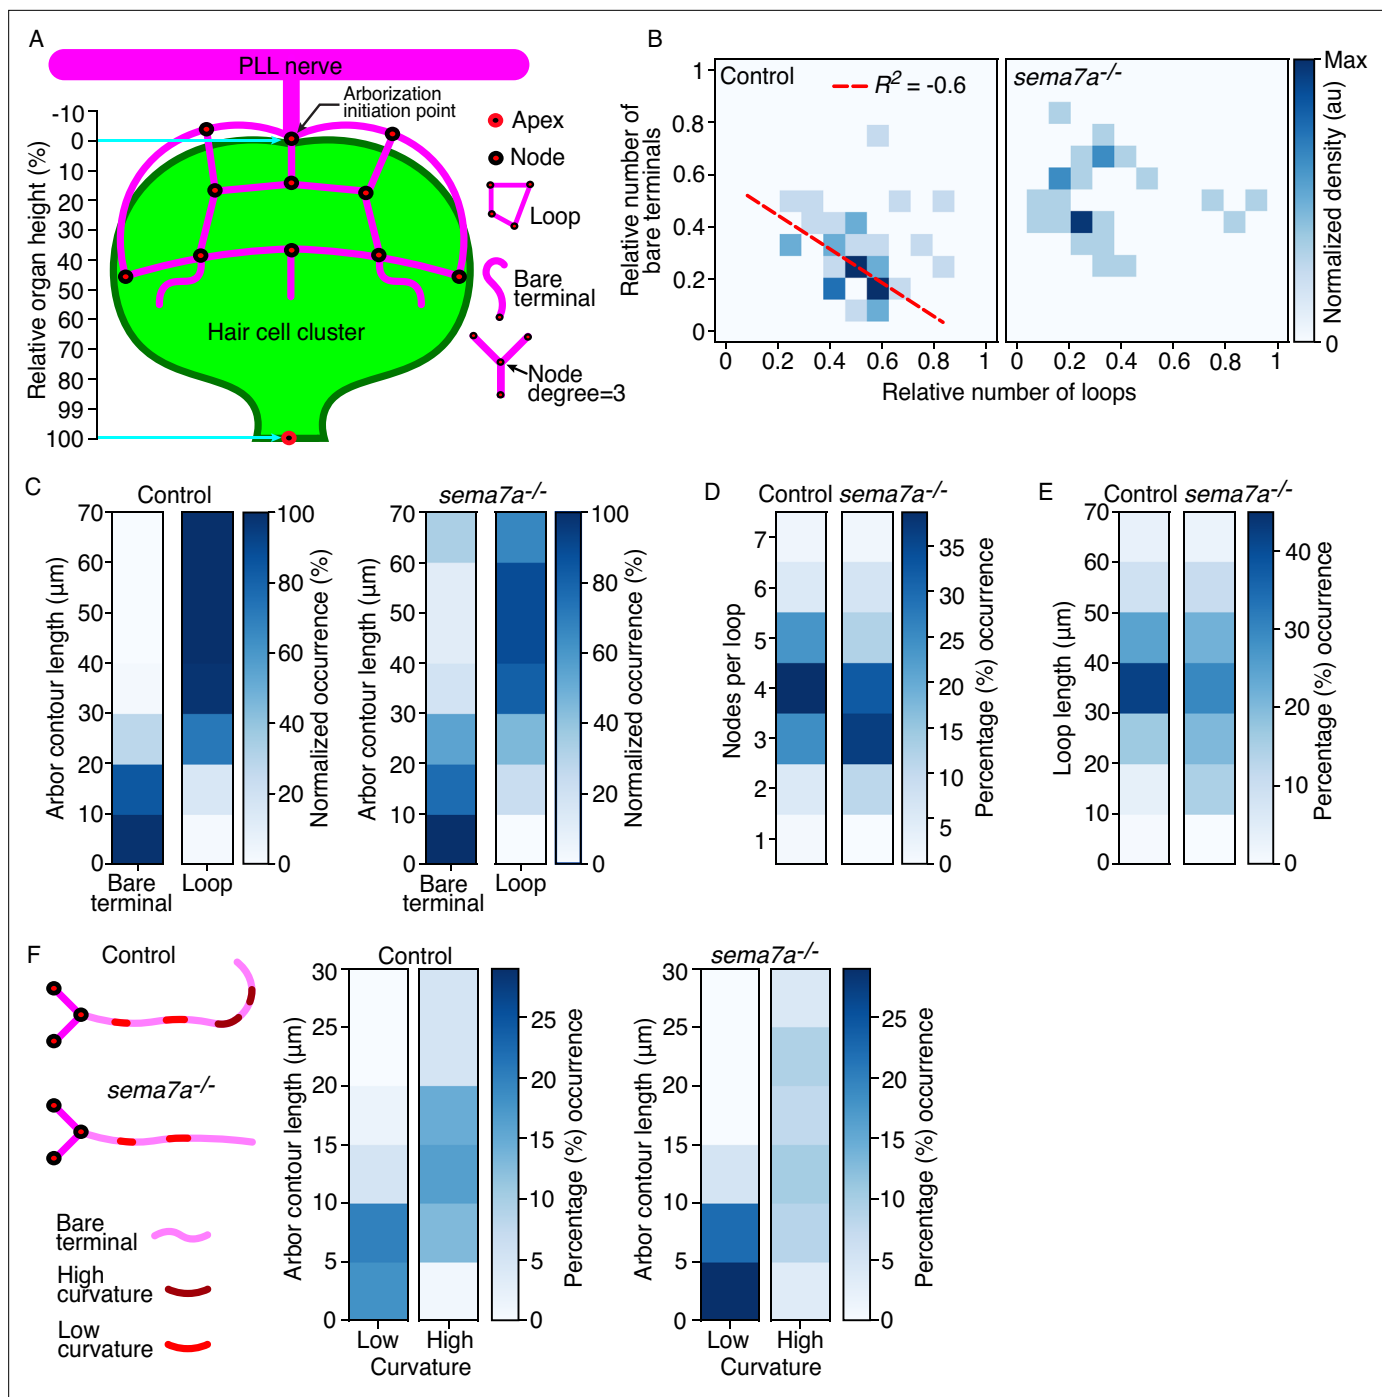 A
PLL nerve
Arborization
initiation point
Relative organ height (%)
-10
0
10
20
30
40
50
60
70
80
99
100
Apex
Node
Loop
Bare
terminal
Node
degree=3
Hair cell cluster
B
Control
R² = -0.6
sema7a-/-
Relative number of
bare terminals
1
0.8
0.6
0.4
0.2
0
0 0.2 0.4 0.6 0.8 1
0 0.2 0.4 0.6 0.8 1
Relative number of loops
Max
0
Normalized density (au)
C
Control
Arbor contour length (µm)
70
60
50
40
30
20
10
0
Bare
terminal
Loop
100
80
60
40
20
0
Normalized occurrence (%)
sema7a-/-
Arbor contour length (µm)
70
60
50
40
30
20
10
0
Bare
terminal
Loop
100
80
60
40
20
0
Normalized occurrence (%)
D
Control sema7a-/-
Nodes per loop
7
6
5
4
3
2
1
35
30
25
20
15
10
5
0
Percentage (%) occurrence
E
Control sema7a-/-
Loop length (µm)
70
60
50
40
30
20
10
0
40
30
20
10
0
Percentage (%) occurrence
F
Control
sema7a-/-
Bare
terminal
High
curvature
Low
curvature
Control
Arbor contour length (µm)
30
25
20
15
10
5
0
Low High
Curvature
25
20
15
10
5
0
Percentage (%) occurrence
sema7a-/-
Arbor contour length (µm)
30
25
20
15
10
5
0
Low High
Curvature
25
20
15
10
5
0
Percentage (%) occurrence